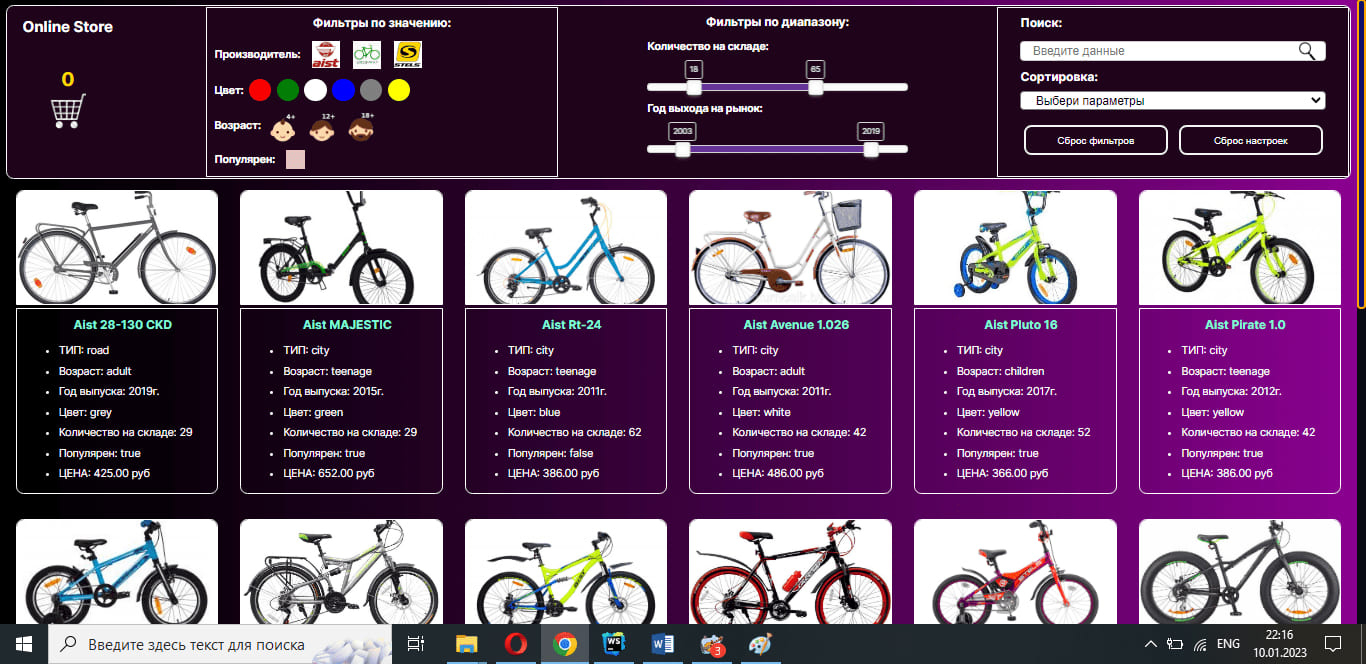 Online Store
0
Фильтры по значению:
Производитель:
aist
STELS
Цвет:
Возраст:
4+
12+
18+
Популярен:
Фильтры по диапазону:
Количество на складе:
18
65
Год выхода на рынок:
2003
2019
Поиск:
Введите данные
Сортировка:
Выбери параметры
Сброс фильтров
Сброс настроек
Aist 28-130 CKD
ТИП: road
Возраст: adult
Год выпуска: 2019г.
Цвет: grey
Количество на складе: 29
Популярен: true
ЦЕНА: 425.00 руб
Aist MAJESTIC
ТИП: city
Возраст: teenage
Год выпуска: 2015г.
Цвет: green
Количество на складе: 29
Популярен: true
ЦЕНА: 652.00 руб
Aist Rt-24
ТИП: city
Возраст: teenage
Год выпуска: 2011г.
Цвет: blue
Количество на складе: 62
Популярен: false
ЦЕНА: 386.00 руб
Aist Avenue 1.026
ТИП: city
Возраст: adult
Год выпуска: 2011г.
Цвет: white
Количество на складе: 42
Популярен: true
ЦЕНА: 486.00 руб
Aist Pluto 16
ТИП: city
Возраст: children
Год выпуска: 2017г.
Цвет: yellow
Количество на складе: 52
Популярен: true
ЦЕНА: 366.00 руб
Aist Pirate 1.0
ТИП: city
Возраст: teenage
Год выпуска: 2012г.
Цвет: yellow
Количество на складе: 42
Популярен: true
ЦЕНА: 386.00 руб
Введите здесь текст для поиска
WS
W
3
ENG
22:16
10.01.2023